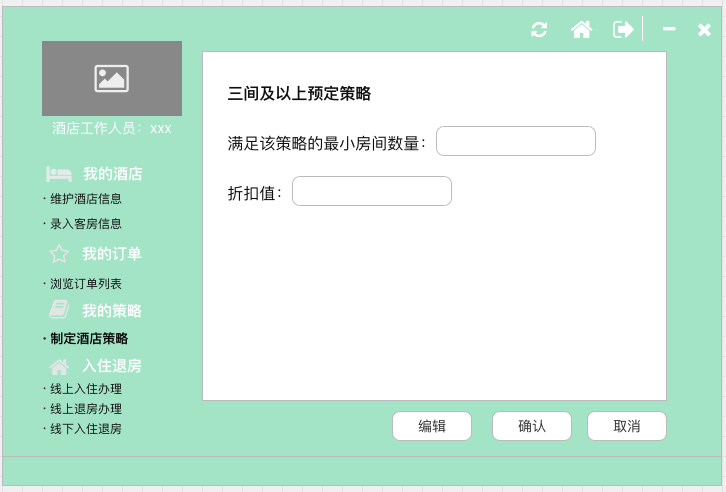 酒店工作人员：xxx
我的酒店
· 维护酒店信息
· 录入客房信息
我的订单
· 浏览订单列表
我的策略
· 制定酒店策略
入住退房
· 线上入住办理
· 线上退房办理
· 线下入住退房
三间及以上预定策略
满足该策略的最小房间数量：
折扣值：
编辑 确认 取消